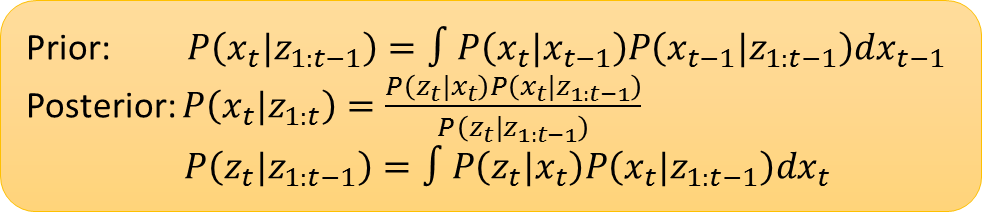 Prior: P(x_t|z_{1:t−1}) = ∫ P(x_t|x_{t−1})P(x_{t−1}|z_{1:t−1})dx_{t−1}
Posterior: P(x_t|z_{1:t}) = \frac{P(z_t|x_t)P(x_t|z_{1:t−1})}{P(z_t|z_{1:t−1})}
P(z_t|z_{1:t−1}) = ∫ P(z_t|x_t)P(x_t|z_{1:t−1})dx_t